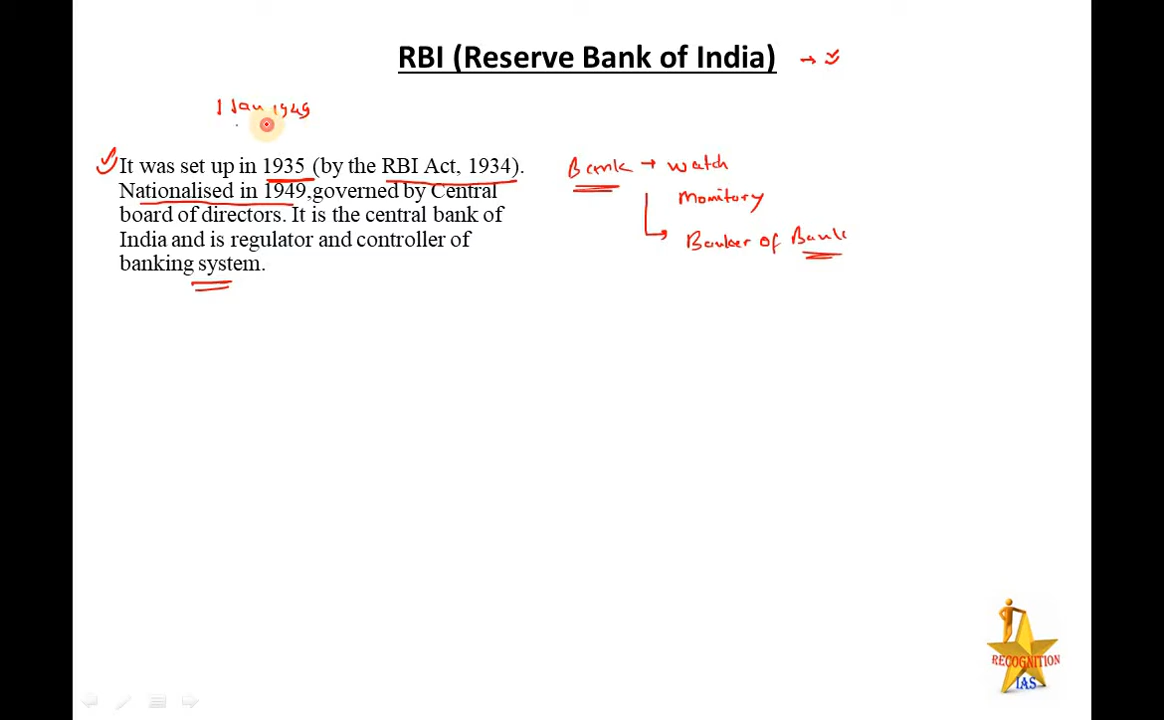 RBI (Reserve Bank of India) →
1 Jan 1949
It was set up in 1935 (by the RBI Act, 1934).
Nationalised in 1949,governed by Central
board of directors. It is the central bank of
India and is regulator and controller of
banking system.
Bank → watch
Monitory
Banker of Bank
RECOGNITION
IAS